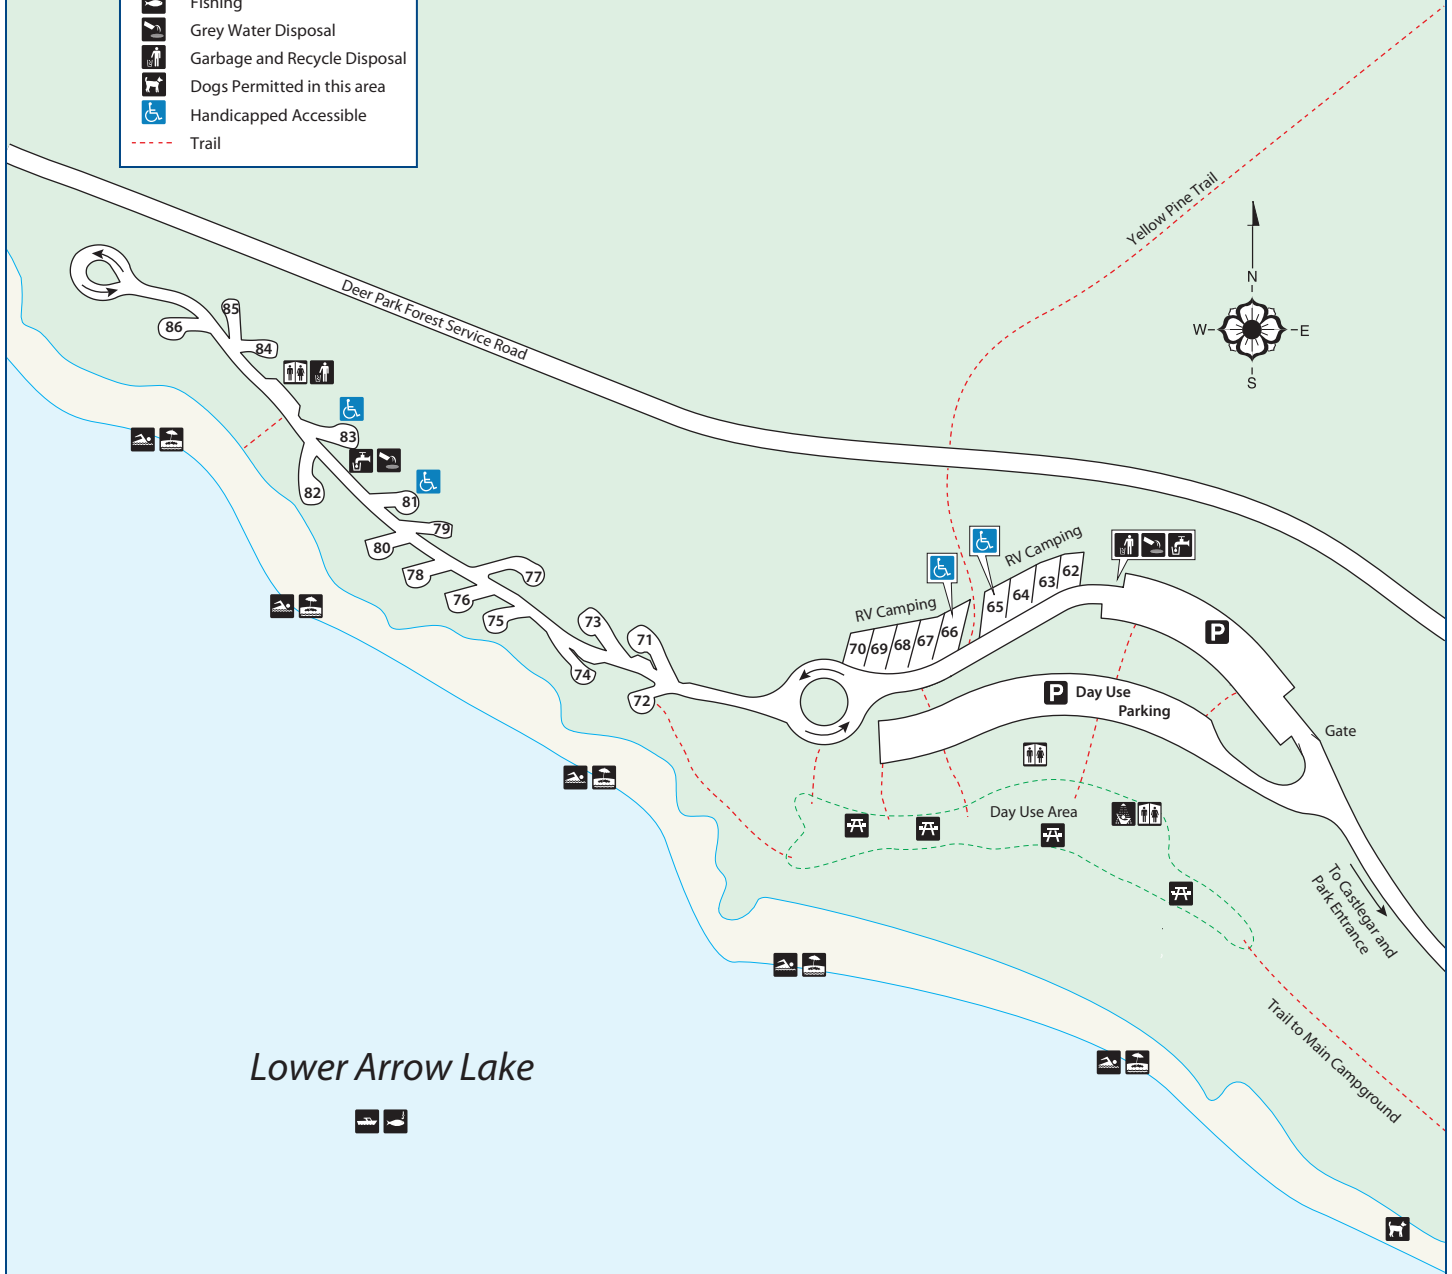 Fishing
Grey Water Disposal
Garbage and Recycle Disposal
Dogs Permitted in this area
Handicapped Accessible
Trail
Yellow Pine Trail
N
W
E
S
Deer Park Forest Service Road
85
86
84
83
82
81
79
80
78
77
76
75
73
74
71
72
RV Camping
62
63
64
65
RV Camping
66
67
68
69
70
P
P
Day Use
Parking
Gate
Day Use Area
To Castlegar and
Park Entrance
Trail to Main Campground
Lower Arrow Lake